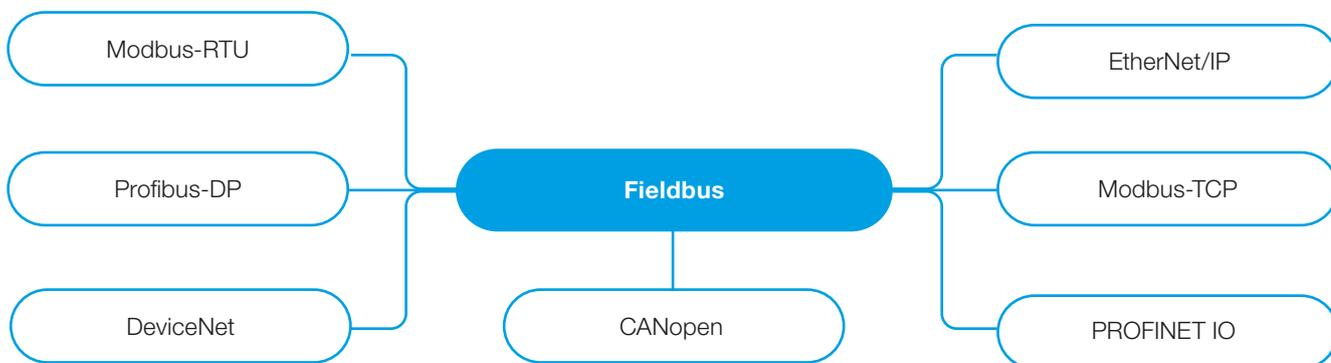 Modbus-RTU
EtherNet/IP
Profibus-DP
Fieldbus
Modbus-TCP
DeviceNet
CANopen
PROFINET IO